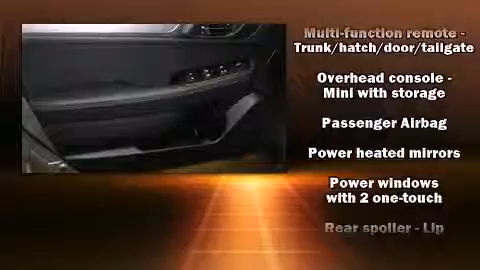 Multi-function remote -
Trunk/hatch/door/tailgate
Overhead console -
Mini with storage
Passenger Airbag
Power heated mirrors
Power windows
with 2 one-touch
Rear spoiler - Lip